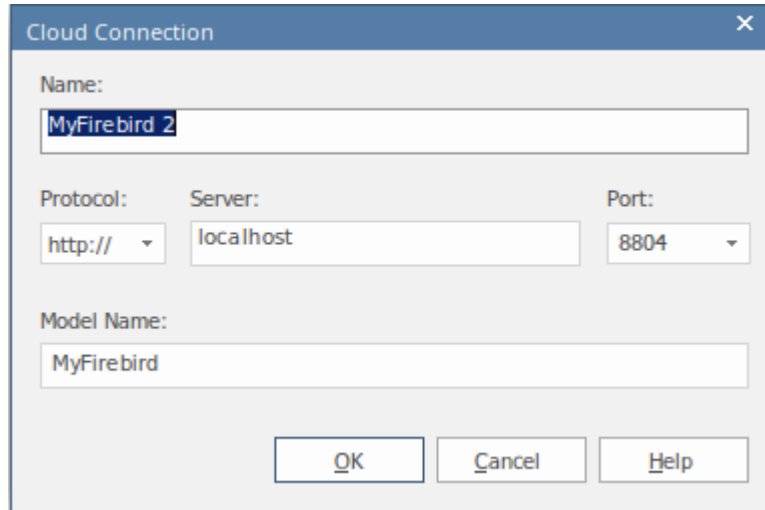 Cloud Connection
Name:
MyFirebird 2
Protocol: Server: Port:
http:// localhost 8804
Model Name:
MyFirebird
OK Cancel Help